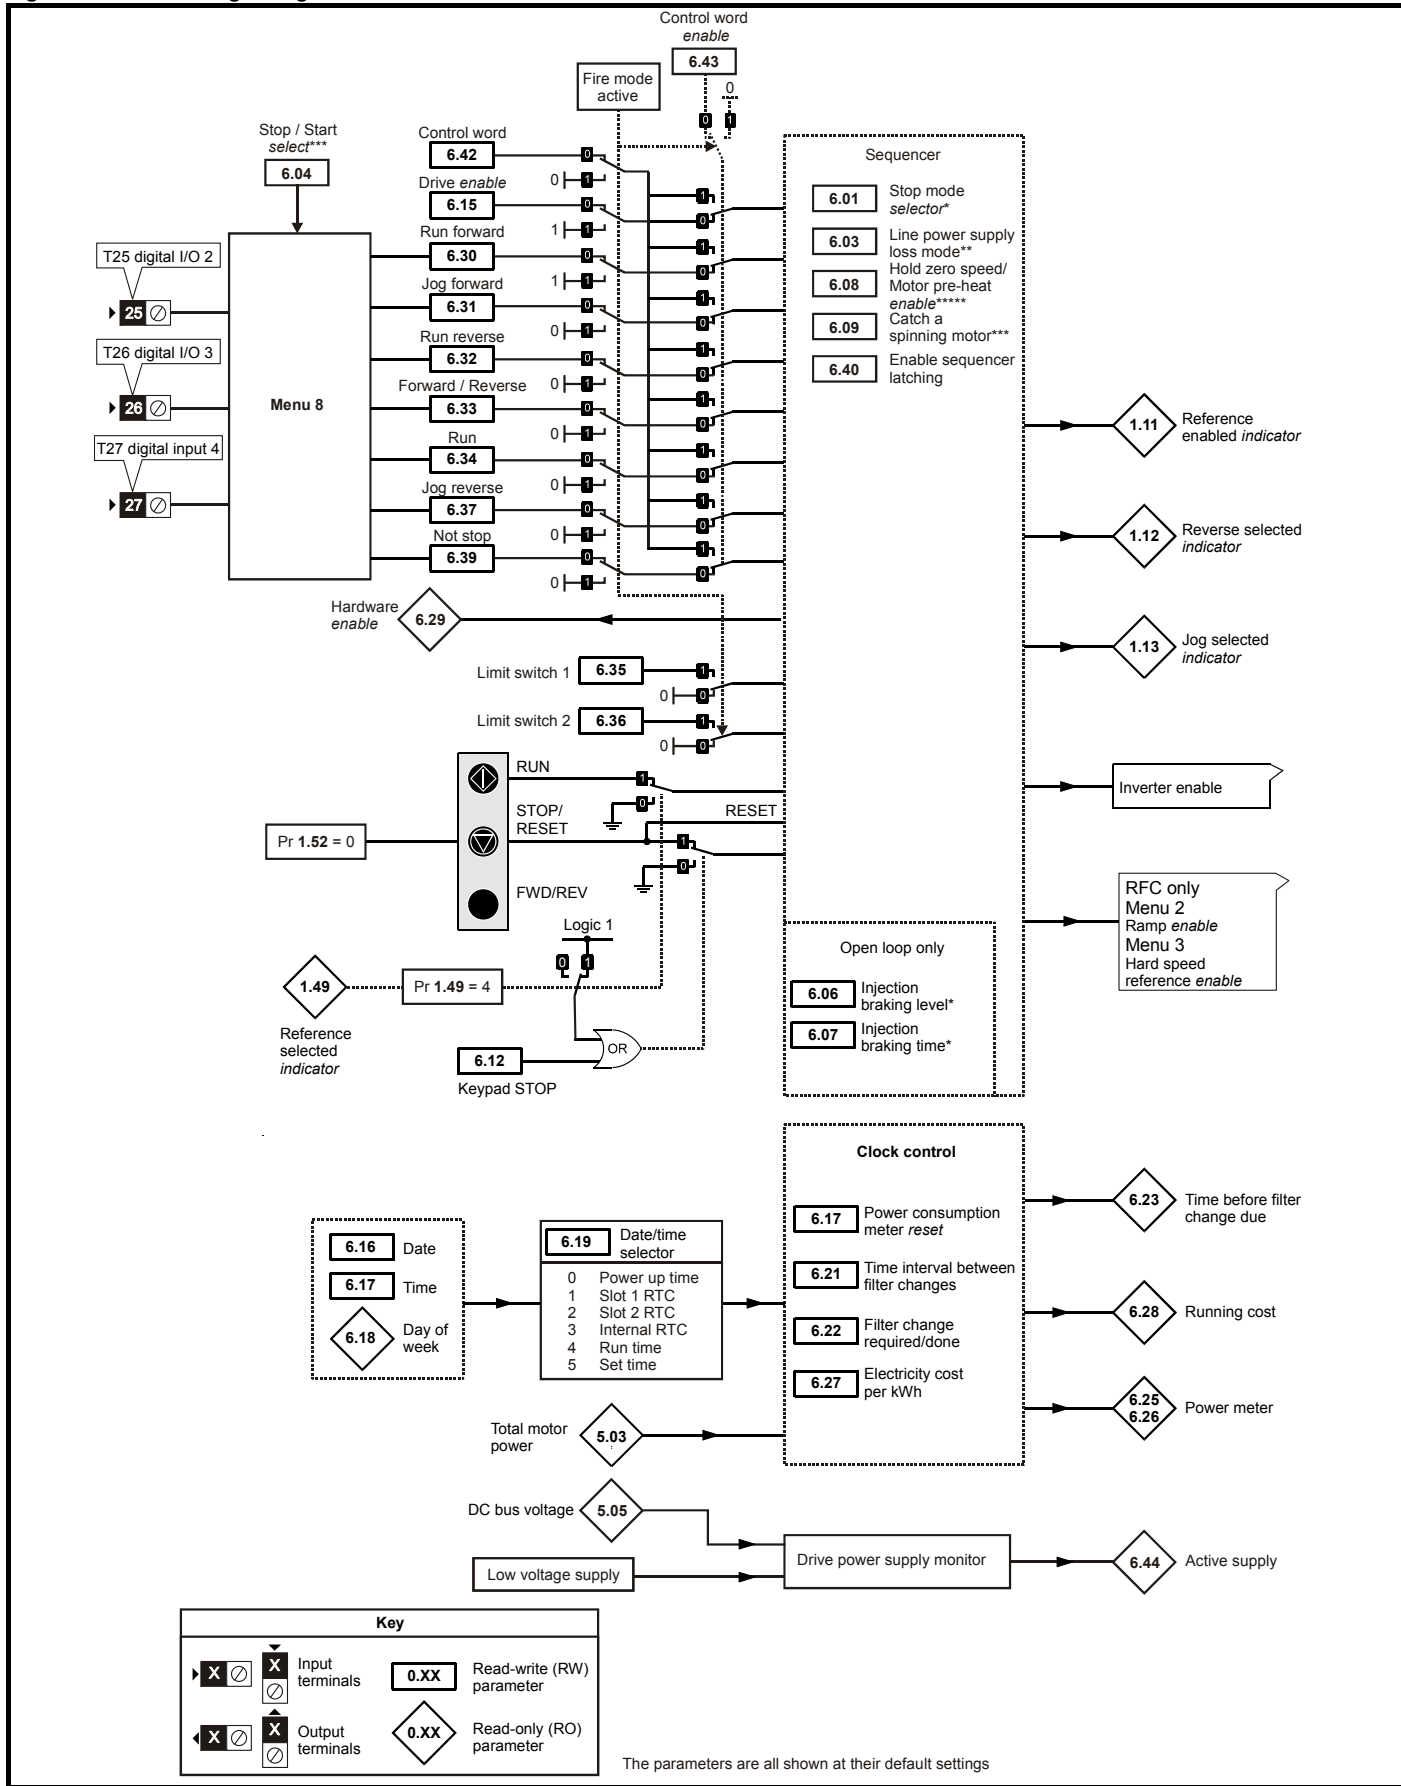 Control word
enable
6.43
0
Fire mode
active
0
1
Stop / Start
select***
6.04
Control word
6.42
0
0
1
Drive enable
6.15
0
1
1
Run forward
6.30
0
1
1
Jog forward
6.31
0
0
1
Run reverse
6.32
0
0
1
Forward / Reverse
6.33
0
0
1
Run
6.34
0
0
1
Jog reverse
6.37
0
0
1
Not stop
6.39
0
0
1
1
0
1
0
1
0
1
0
1
0
1
0
1
0
1
0
T25 digital I/O 2
25
T26 digital I/O 3
26
T27 digital input 4
27
Menu 8
Sequencer
6.01
Stop mode
selector*
6.03
Line power supply
loss mode**
6.08
Hold zero speed/
Motor pre-heat
enable*****
6.09
Catch a
spinning motor***
6.40
Enable sequencer
latching
1.11
Reference
enabled indicator
1.12
Reverse selected
indicator
1.13
Jog selected
indicator
Hardware
enable
6.29
Limit switch 1
6.35
1
0
0
Limit switch 2
6.36
1
0
0
RUN
1
0
STOP/
RESET
RESET
1
0
FWD/REV
Pr 1.52 = 0
Inverter enable
RFC only
Menu 2
Ramp enable
Menu 3
Hard speed
reference enable
Logic 1
0
1
1.49
Pr 1.49 = 4
Reference
selected
indicator
OR
6.12
Keypad STOP
Open loop only
6.06
Injection
braking level*
6.07
Injection
braking time*
Clock control
6.17
Power consumption
meter reset
6.21
Time interval between
filter changes
6.22
Filter change
required/done
6.27
Electricity cost
per kWh
6.23
Time before filter
change due
6.28
Running cost
6.25
6.26
Power meter
6.16
Date
6.17
Time
6.18
Day of
week
6.19
Date/time
selector
0 Power up time
1 Slot 1 RTC
2 Slot 2 RTC
3 Internal RTC
4 Run time
5 Set time
Total motor
power
5.03
DC bus voltage
5.05
Low voltage supply
Drive power supply monitor
6.44
Active supply
Key
X
X
Input
terminals
0.XX
Read-write (RW)
parameter
X
X
Output
terminals
0.XX
Read-only (RO)
parameter
The parameters are all shown at their default settings